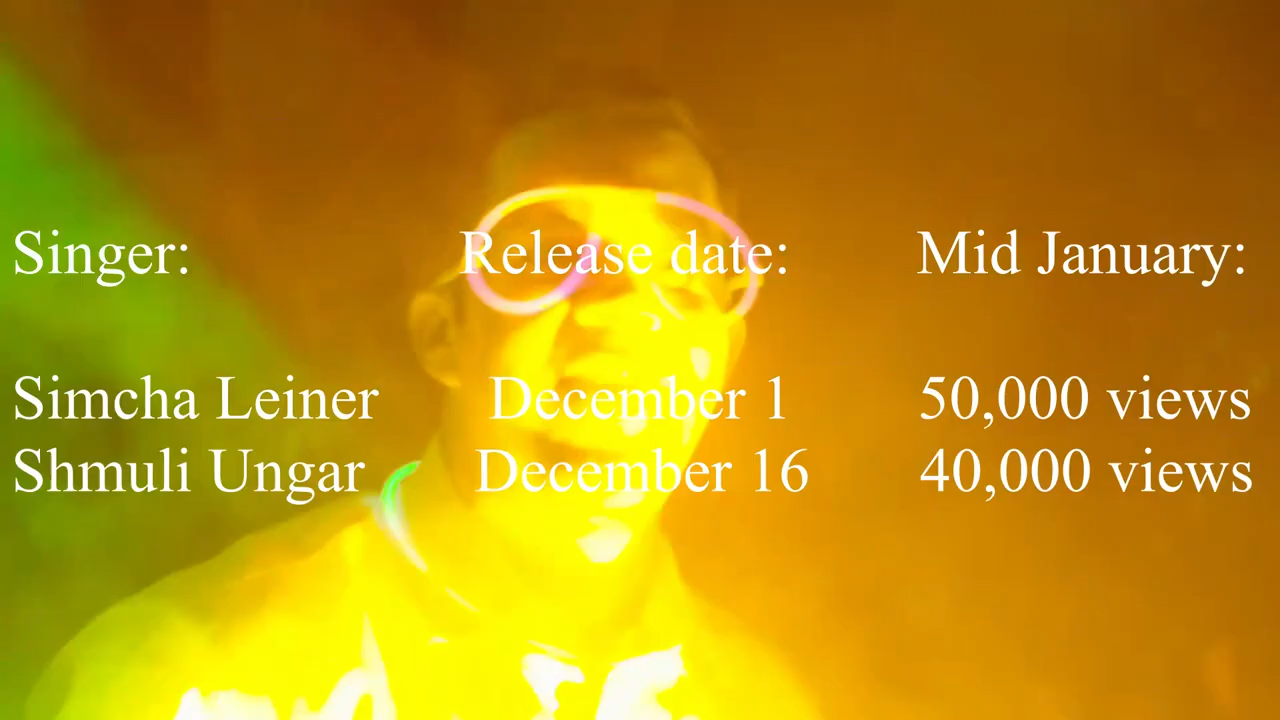 Singer: Release date: Mid January:
Simcha Leiner December 1 50,000 views
Shmuli Ungar December 16 40,000 views